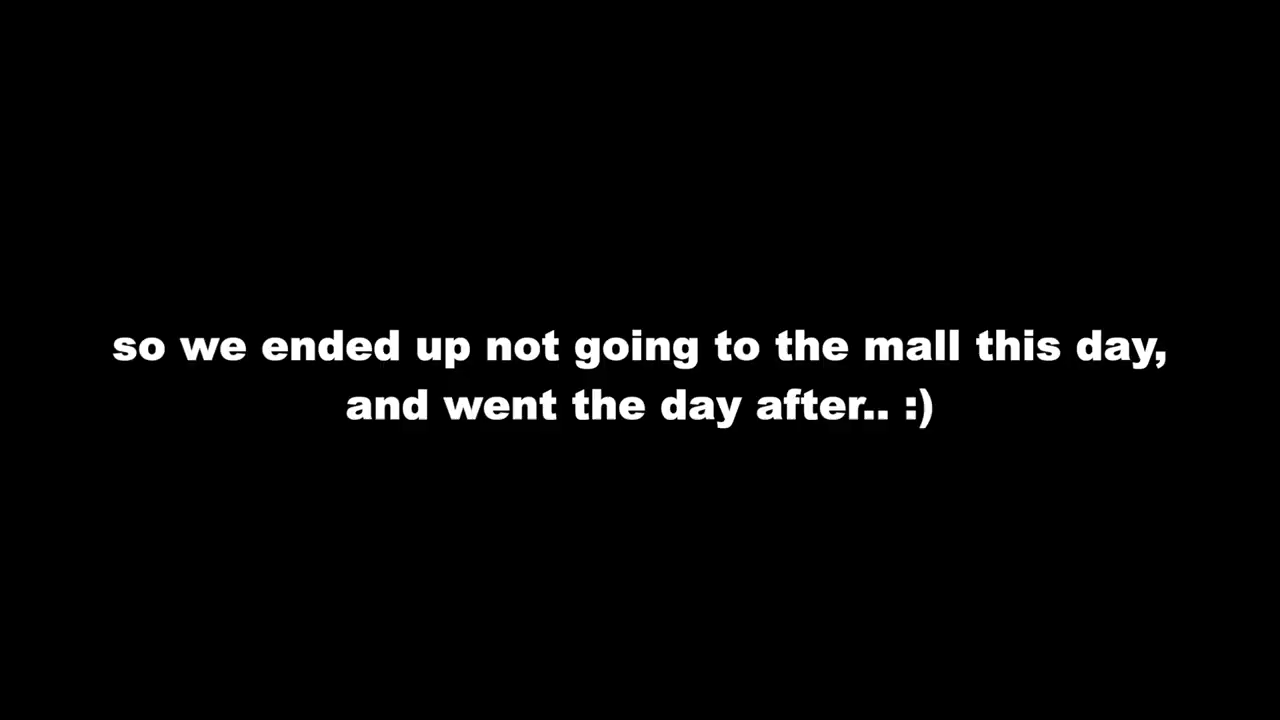 so we ended up not going to the mall this day,
and went the day after.. :)